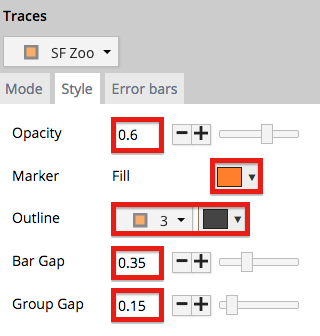 Traces
SF Zoo
Mode Style Error bars
Opacity 0.6
Marker Fill
Outline 3
Bar Gap 0.35
Group Gap 0.15